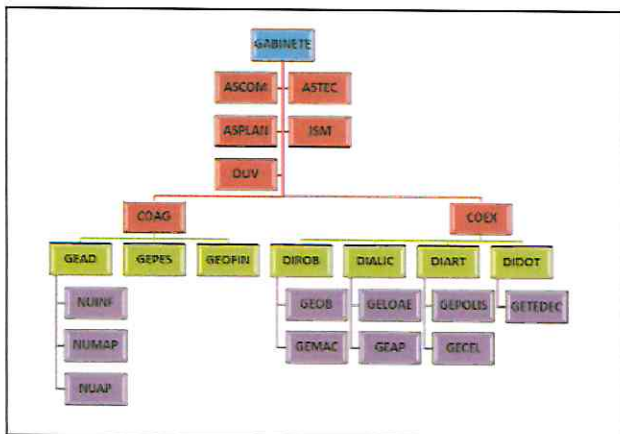 GABINETE
ASCOM ASTEC
ASPLAN ISM
OUV
COAG COEX
GEAD GEPES GEOFIN DIROB DIALIC DIART DIDOT
NUINF GEOB GELOAE GEPOLIS GETEDEC
NUMAP GEMAC GEAP GECEL
NUAP